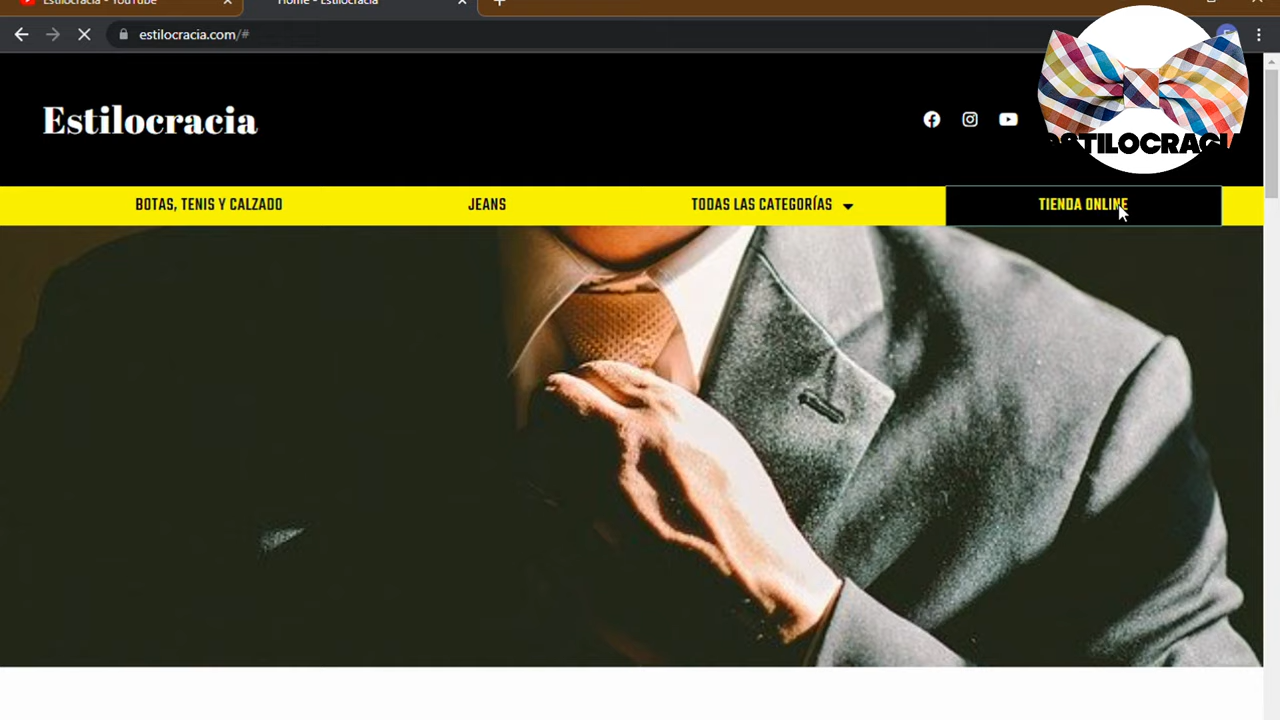 Estilocracia - YouTube
Home - Estilocracia
estilocracia.com/#
Estilocracia
ESTILOCRACIA
BOTAS, TENIS Y CALZADO
JEANS
TODAS LAS CATEGORÍAS
TIENDA ONLINE